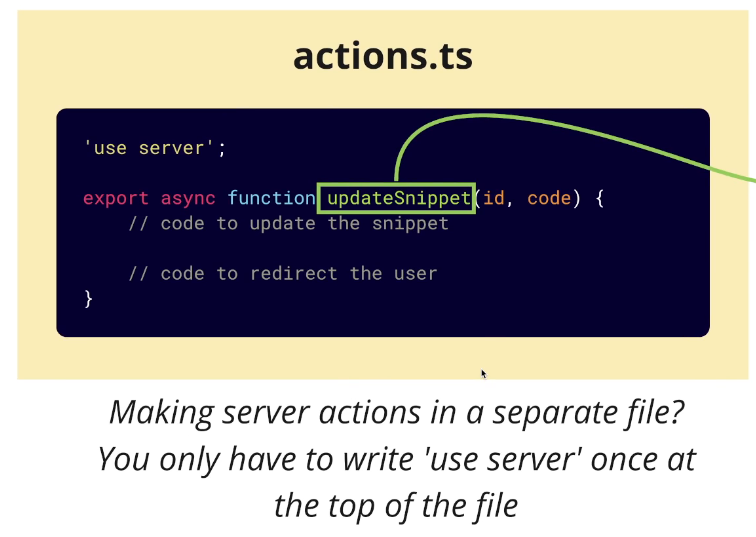 actions.ts
'use server';
export async function updateSnippet(id, code) {
// code to update the snippet
// code to redirect the user
}
Making server actions in a separate file?
You only have to write 'use server' once at
the top of the file